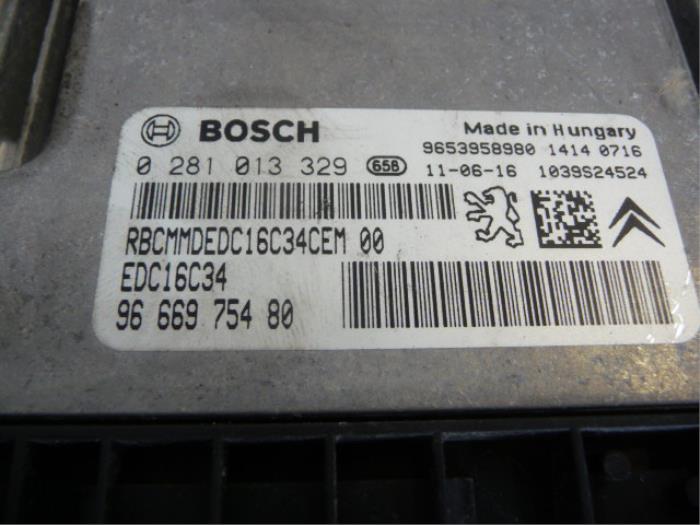 BOSCH
Made in Hungary
9653958980 1414 0716
0 281 013 329 658 11-06-16 1039S24524
RBCMMDEDC16C34CEM 00
EDC16C34
96 669 754 80